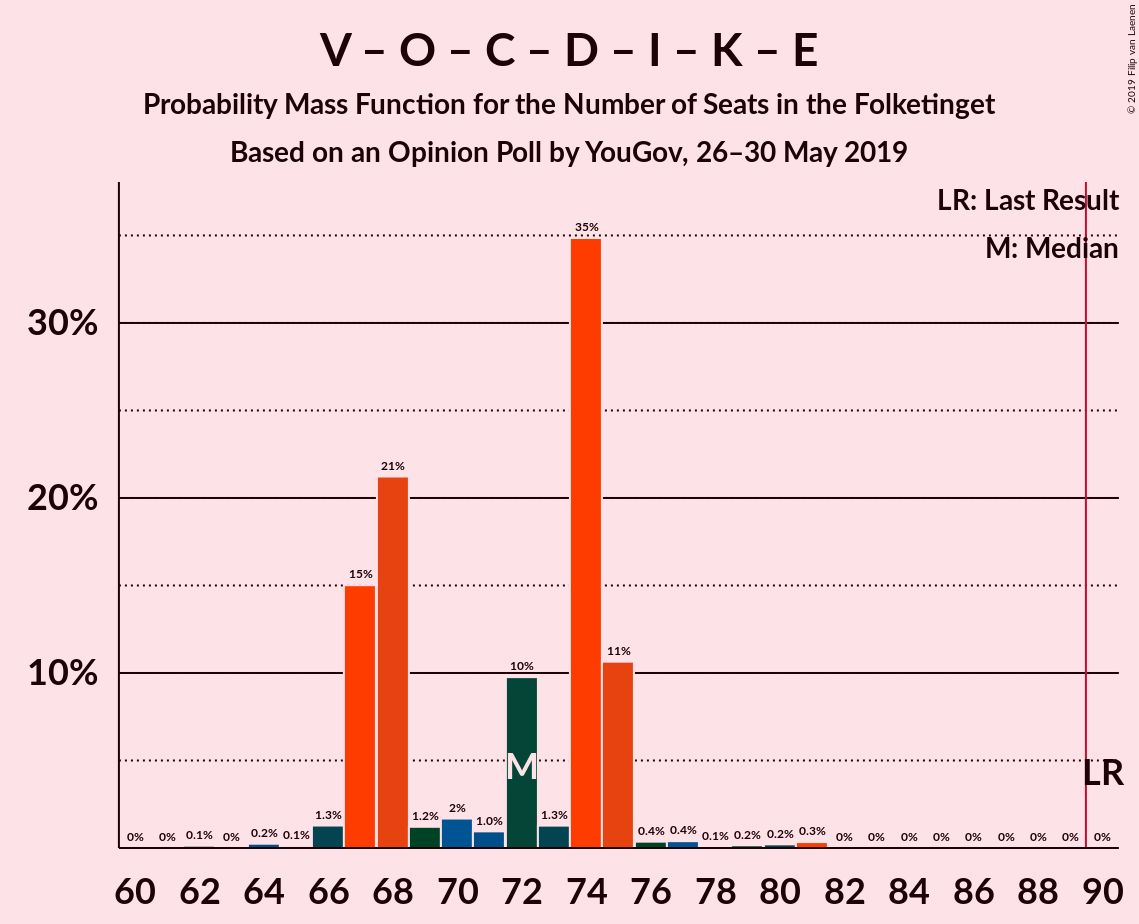 V – O – C – D – I – K – E
Probability Mass Function for the Number of Seats in the Folketinget
Based on an Opinion Poll by YouGov, 26–30 May 2019
© 2019 Filip van Laenen
LR: Last Result
M: Median
35%
30%
21%
20%
15%
11%
10%
10%
M
LR
0% 0% 0.1% 0% 0.2% 0.1% 1.3% 1.2% 2% 1.0% 1.3% 0.4% 0.4% 0.1% 0.2% 0.2% 0.3% 0% 0% 0% 0% 0% 0% 0% 0% 0%
60 62 64 66 68 70 72 74 76 78 80 82 84 86 88 90